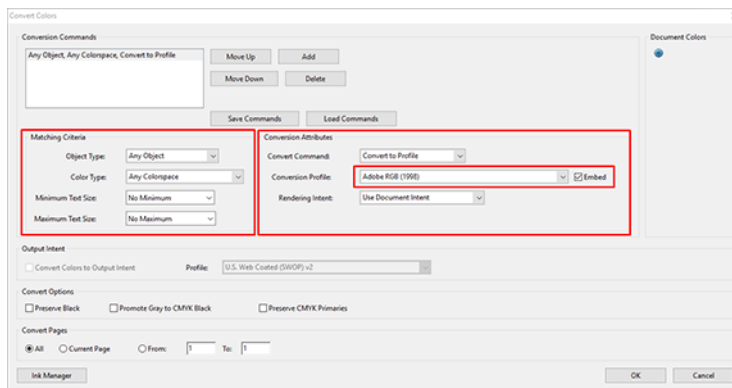 Convert Colors
Conversion Commands
Document Colors
Any Object, Any Colorspace, Convert to Profile
Move Up
Add
Move Down
Delete
Save Commands
Load Commands
Matching Criteria
Conversion Attributes
Object Type:
Any Object
Convert Command:
Convert to Profile
Color Type:
Any Colorspace
Conversion Profile:
Adobe RGB (1998)
Embed
Minimum Text Size:
No Minimum
Rendering Intent:
Use Document Intent
Maximum Text Size:
No Maximum
Output Intent
Convert Colors to Output Intent
Profile:
U.S. Web Coated (SWOP) v2
Convert Options
Preserve Black
Promote Gray to CMYK Black
Preserve CMYK Primaries
Convert Pages
All
Current Page
From:
1
To:
1
Ink Manager
OK
Cancel